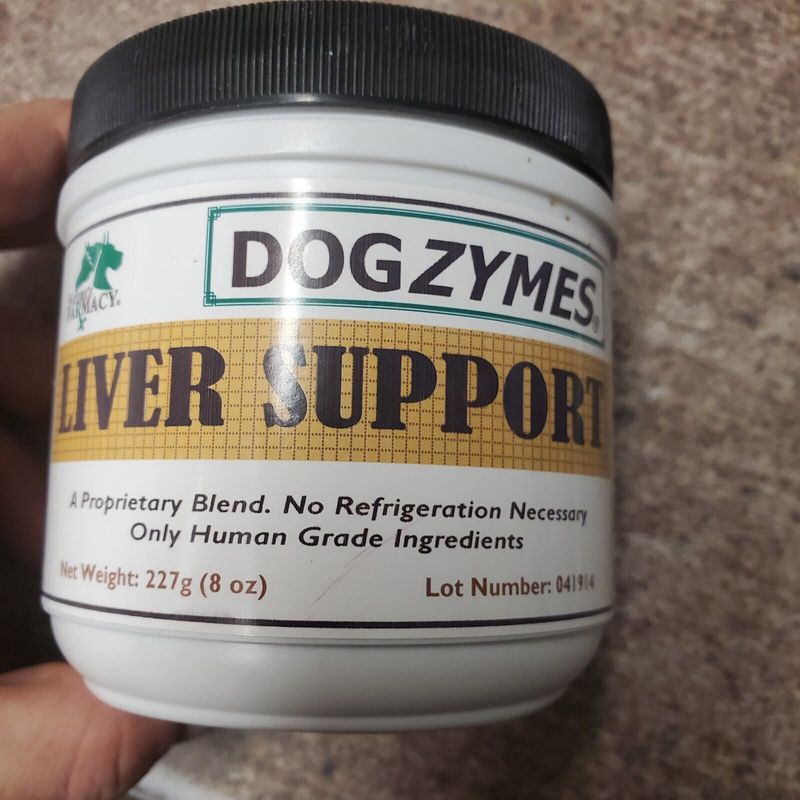 DOGZYMES®
FARMACY®
LIVER SUPPORT
A Proprietary Blend. No Refrigeration Necessary
Only Human Grade Ingredients
Net Weight: 227g (8 oz)
Lot Number: 041914